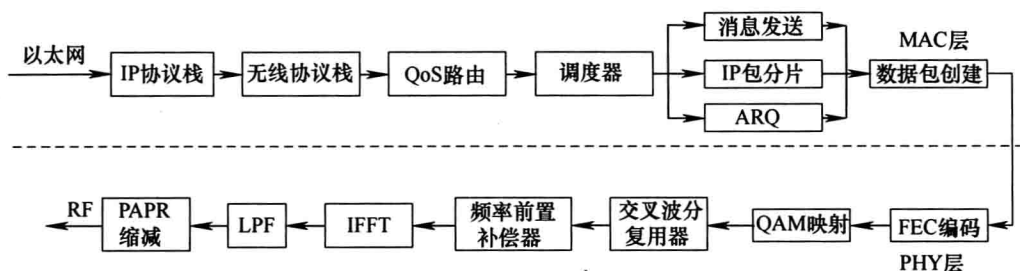 以太网
IP协议栈
无线协议栈
QoS路由
调度器
消息发送
IP包分片
ARQ
MAC层
数据包创建
RF
PAPR
缩减
LPF
IFFT
频率前置
补偿器
交叉波分
复用器
QAM映射
FEC编码
PHY层